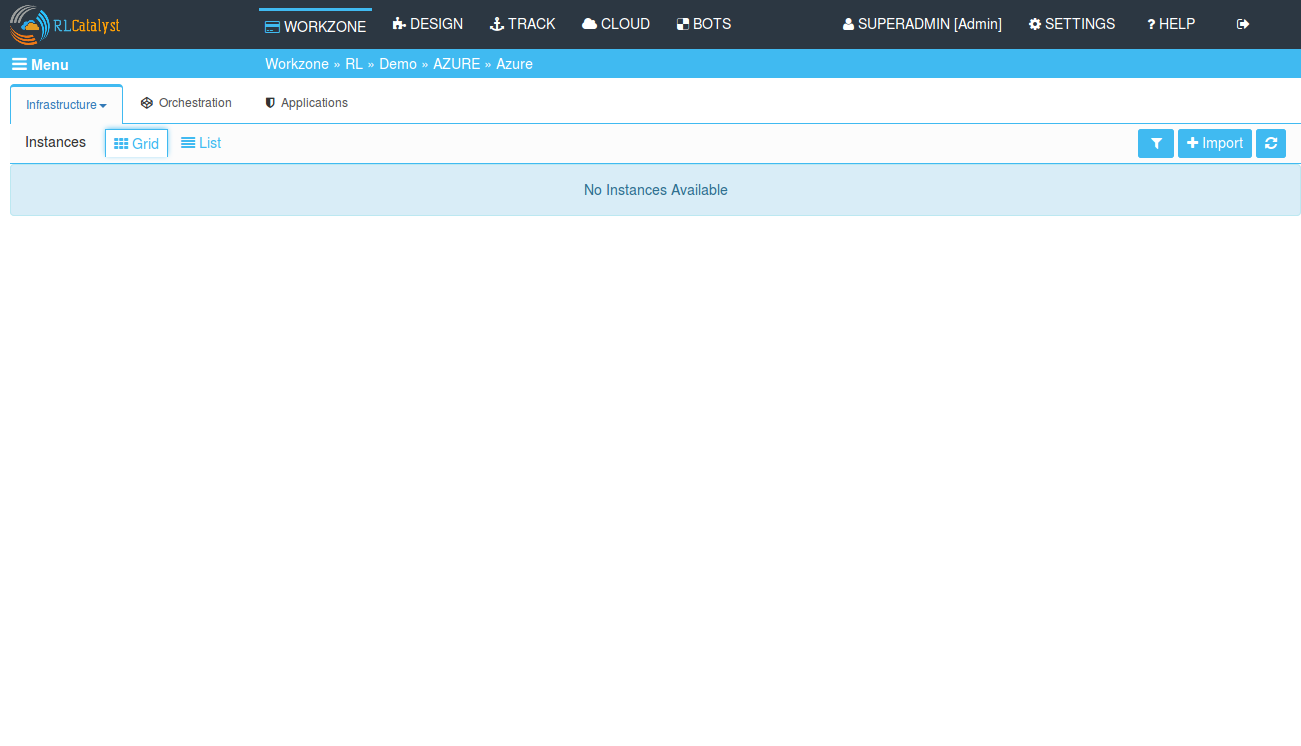 RLCatalyst WORKZONE DESIGN TRACK CLOUD BOTS SUPERADMIN [Admin] SETTINGS ? HELP
Menu Workzone » RL » Demo » AZURE » Azure
Infrastructure Orchestration Applications
Instances Grid List + Import
No Instances Available